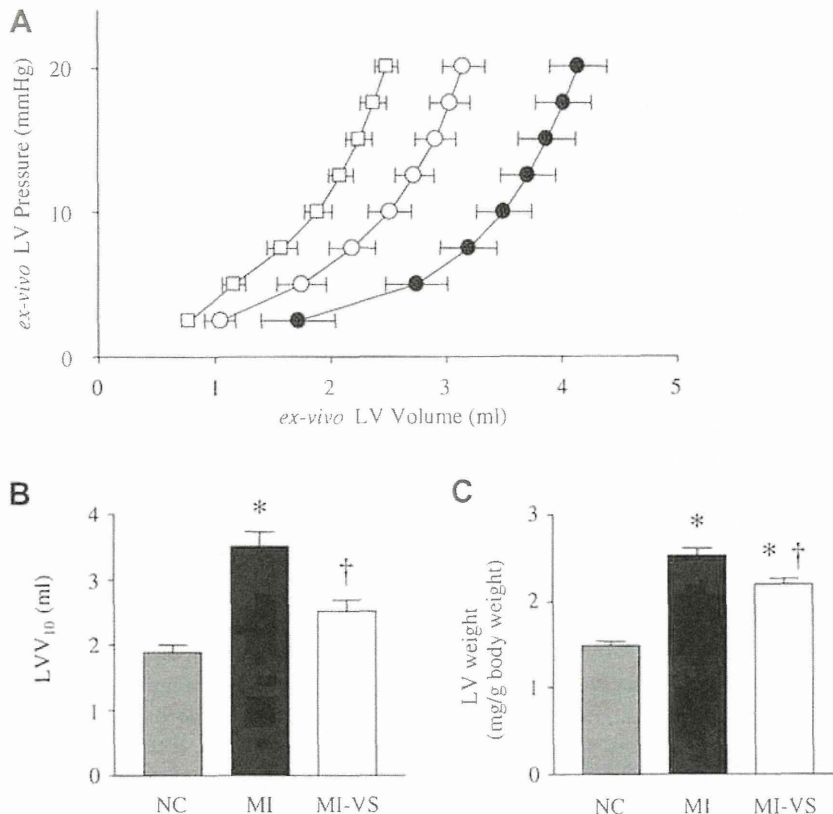 A
ex-vivo LV Pressure (mmHg)
20
10
0
0 1 2 3 4 5
ex-vivo LV Volume (ml)
B
LVV₁₀ (ml)
4
3
2
1
0
*
†
NC MI MI-VS
C
LV weight
(mg/g body weight)
3
2
1
0
*
* †
NC MI MI-VS